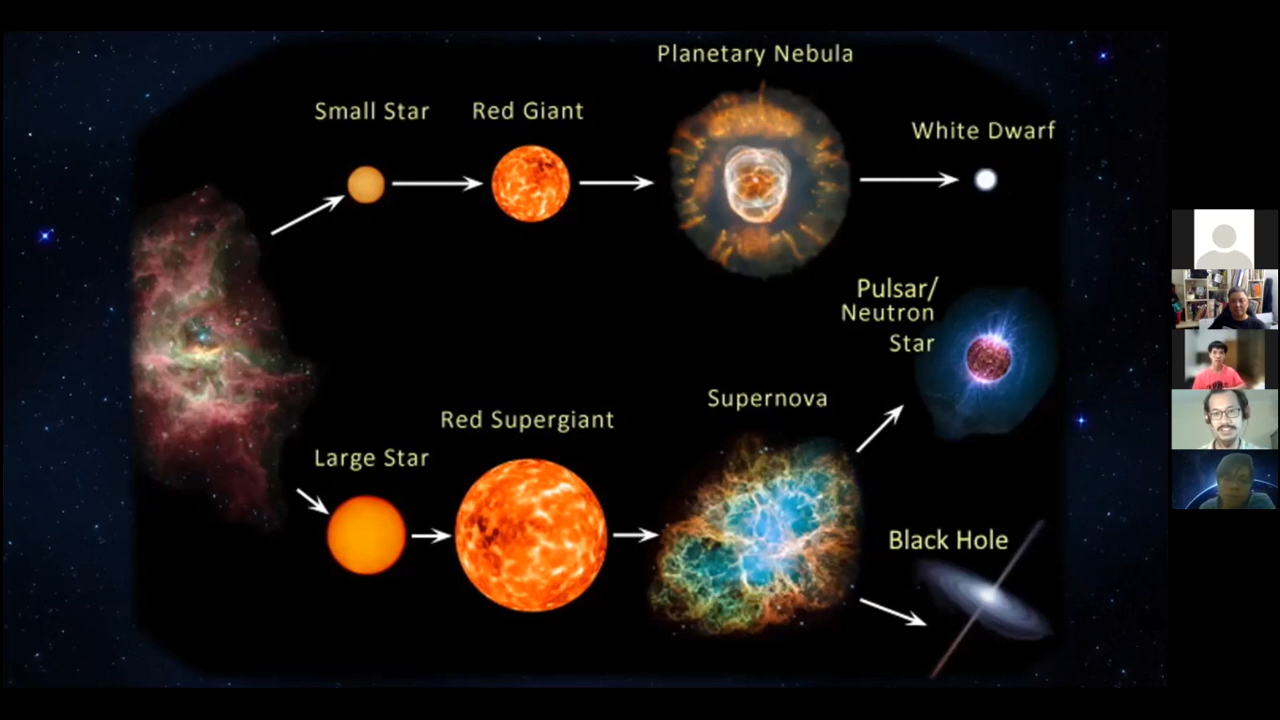 Planetary Nebula
Small Star
Red Giant
White Dwarf
Pulsar/
Neutron
Star
Supernova
Red Supergiant
Large Star
Black Hole